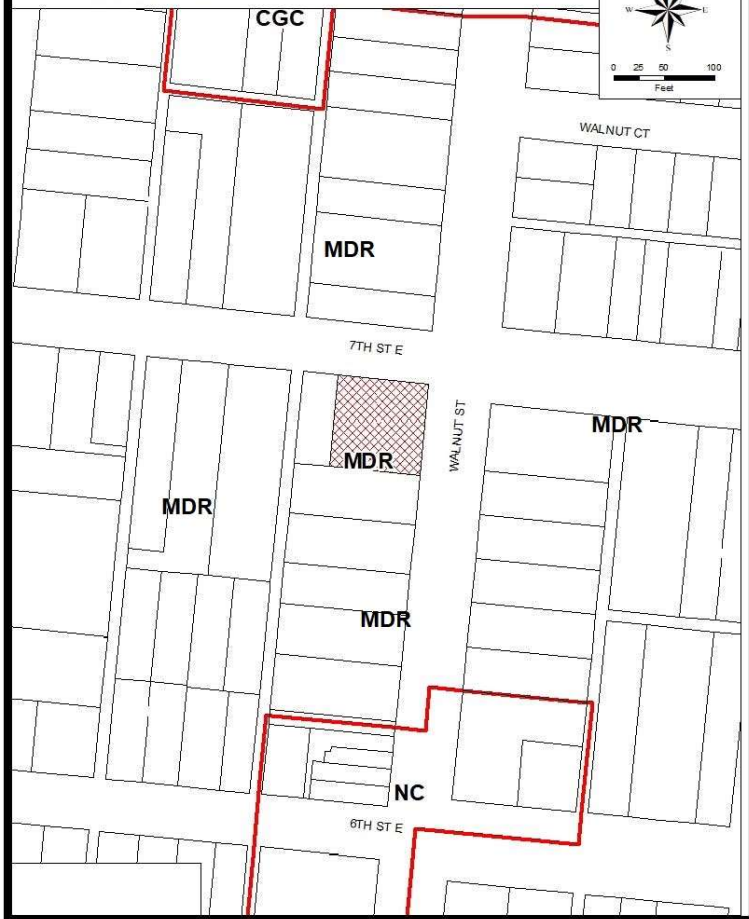 CGC
W E
S
0 25 50 100
Feet
WALNUT CT
MDR
7TH ST E
WALNUT ST
MDR
MDR
MDR
MDR
NC
6TH ST E